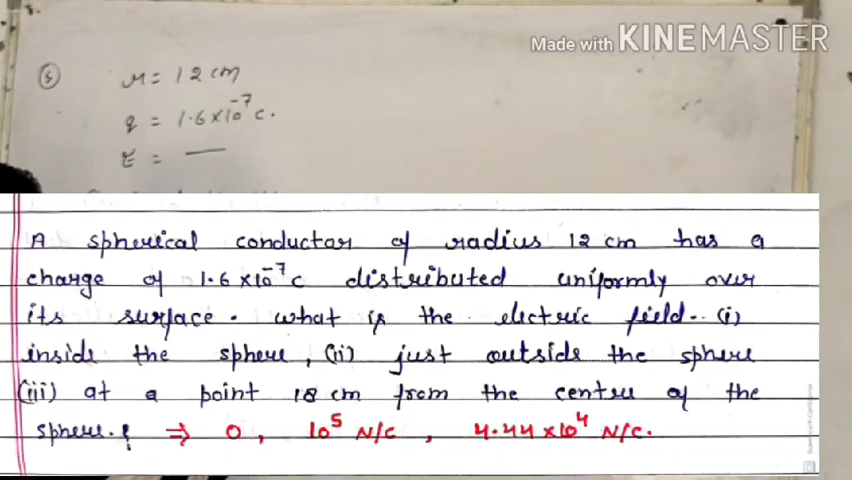 Made with KINEMASTER
(5) r = 12 cm
q = 1.6×10⁻⁷ c.
E = —
A spherical conductor of radius 12 cm has a
charge of 1.6×10⁻⁷ c distributed uniformly over
its surface. what is the electric field. (i)
inside the sphere, (ii) just outside the sphere
(iii) at a point 18 cm from the centre of the
sphere. ? ⇒ 0, 10⁵ N/C, 4.44×10⁴ N/C.